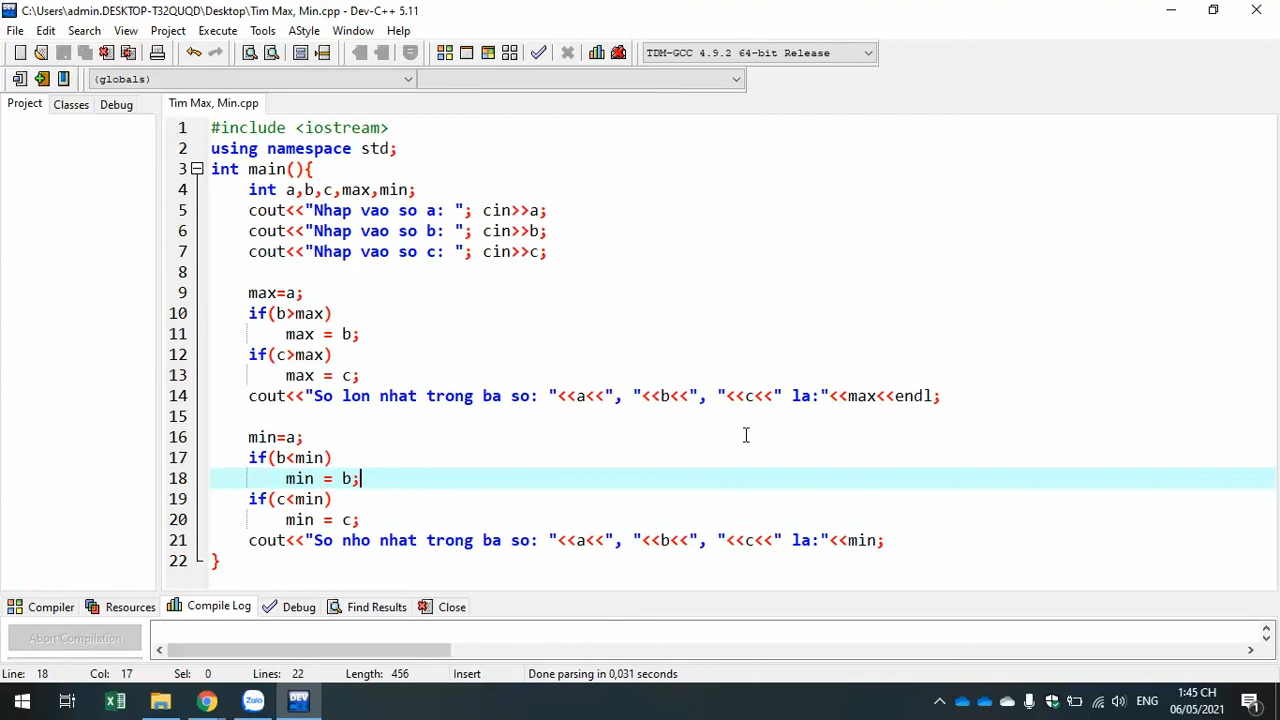 C:\Users\admin.DESKTOP-T32QUQD\Desktop\Tim Max, Min.cpp - Dev-C++ 5.11
File Edit Search View Project Execute Tools AStyle Window Help
TDM-GCC 4.9.2 64-bit Release
(globals)
Project Classes Debug
Tim Max, Min.cpp
1 #include <iostream>
2 using namespace std;
3 int main(){
4 int a,b,c,max,min;
5 cout<<"Nhap vao so a: "; cin>>a;
6 cout<<"Nhap vao so b: "; cin>>b;
7 cout<<"Nhap vao so c: "; cin>>c;
8
9 max=a;
10 if(b>max)
11 max = b;
12 if(c>max)
13 max = c;
14 cout<<"So lon nhat trong ba so: "<<a<<", "<<b<<", "<<c<<" la:"<<max<<endl;
15
16 min=a;
17 if(b<min)
18 min = b;
19 if(c<min)
20 min = c;
21 cout<<"So nho nhat trong ba so: "<<a<<", "<<b<<", "<<c<<" la:"<<min;
22 }
Compiler Resources Compile Log Debug Find Results Close
Abort Compilation
Line: 18 Col: 17 Sel: 0 Lines: 22 Length: 456 Insert Done parsing in 0,031 seconds
Zalo DEV ENG 1:45 CH
06/05/2021 1